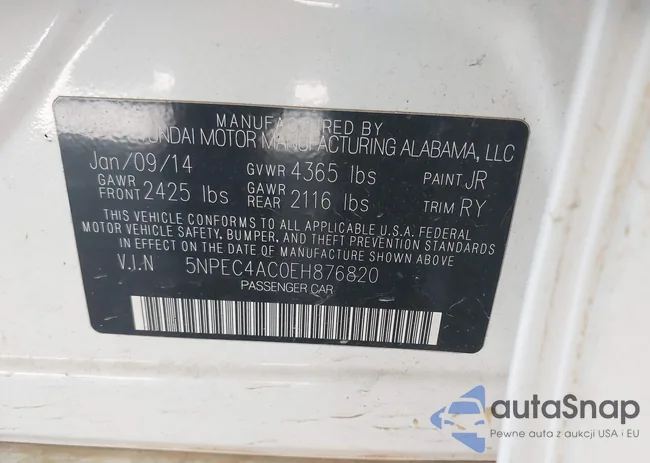 MANUFACTURED BY
HYUNDAI MOTOR MANUFACTURING ALABAMA, LLC
Jan/09/14 GVWR 4365 lbs PAINT JR
GAWR FRONT 2425 lbs GAWR REAR 2116 lbs TRIM RY
THIS VEHICLE CONFORMS TO ALL APPLICABLE U.S.A. FEDERAL
MOTOR VEHICLE SAFETY, BUMPER, AND THEFT PREVENTION STANDARDS
IN EFFECT ON THE DATE OF MANUFACTURE SHOWN ABOVE.
V.I.N 5NPEC4AC0EH876820
PASSENGER CAR
autaSnap
Pewne auta z aukcji USA i EU